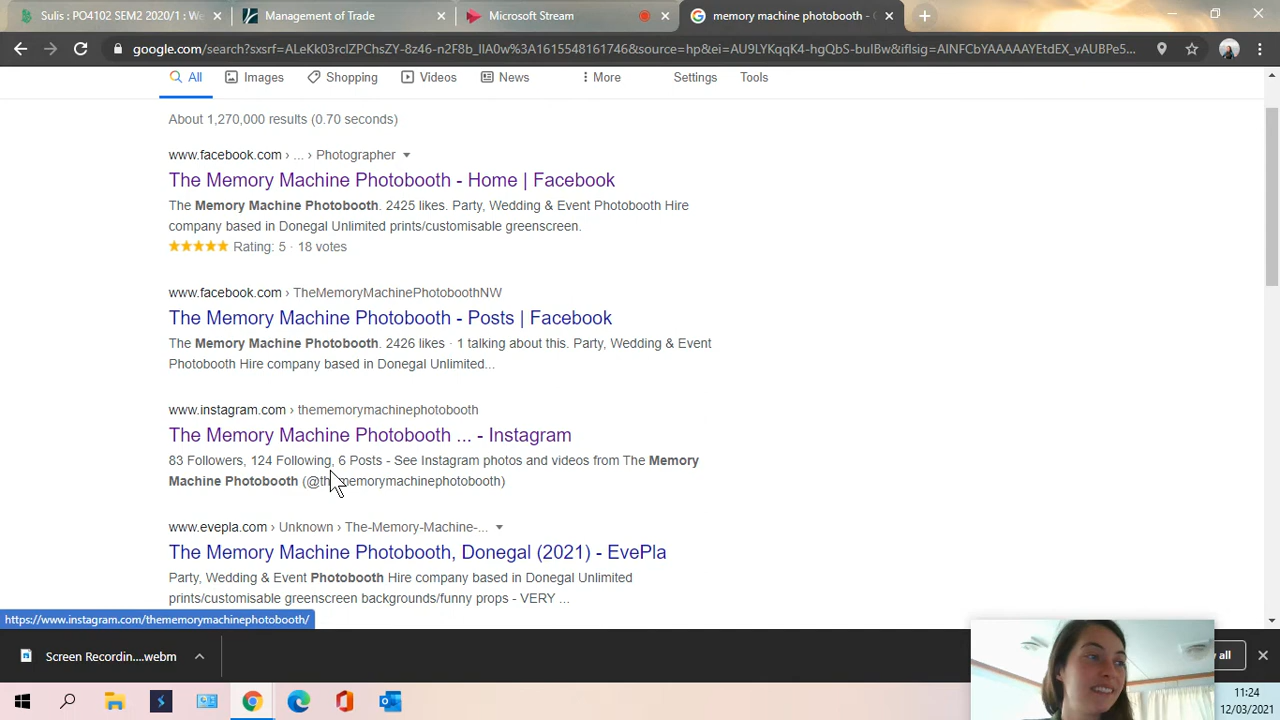 Sulis : PO4102 SEM2 2020/1 : We
Management of Trade
Microsoft Stream
memory machine photobooth -
google.com/search?sxsrf=ALeKk03rcIZPChsZY-8z46-n2F8b_lIA0w%3A1615548161746&source=hp&ei=AU9LYKqqK4-hgQbS-buIBw&iflsig=AINFCbYAAAAAYEtdEX_vAUBPe5...
All Images Shopping Videos News More Settings Tools
About 1,270,000 results (0.70 seconds)
www.facebook.com › ... › Photographer
The Memory Machine Photobooth - Home | Facebook
The Memory Machine Photobooth. 2425 likes. Party, Wedding & Event Photobooth Hire
company based in Donegal Unlimited prints/customisable greenscreen.
Rating: 5 · 18 votes
www.facebook.com › TheMemoryMachinePhotoboothNW
The Memory Machine Photobooth - Posts | Facebook
The Memory Machine Photobooth. 2426 likes · 1 talking about this. Party, Wedding & Event
Photobooth Hire company based in Donegal Unlimited...
www.instagram.com › thememorymachinephotobooth
The Memory Machine Photobooth ... - Instagram
83 Followers, 124 Following, 6 Posts - See Instagram photos and videos from The Memory
Machine Photobooth (@thememorymachinephotobooth)
www.evepla.com › Unknown › The-Memory-Machine-...
The Memory Machine Photobooth, Donegal (2021) - EvePla
Party, Wedding & Event Photobooth Hire company based in Donegal Unlimited
prints/customisable greenscreen backgrounds/funny props - VERY ...
https://www.instagram.com/thememorymachinephotobooth/
Screen Recordin....webm
all
11:24
12/03/2021